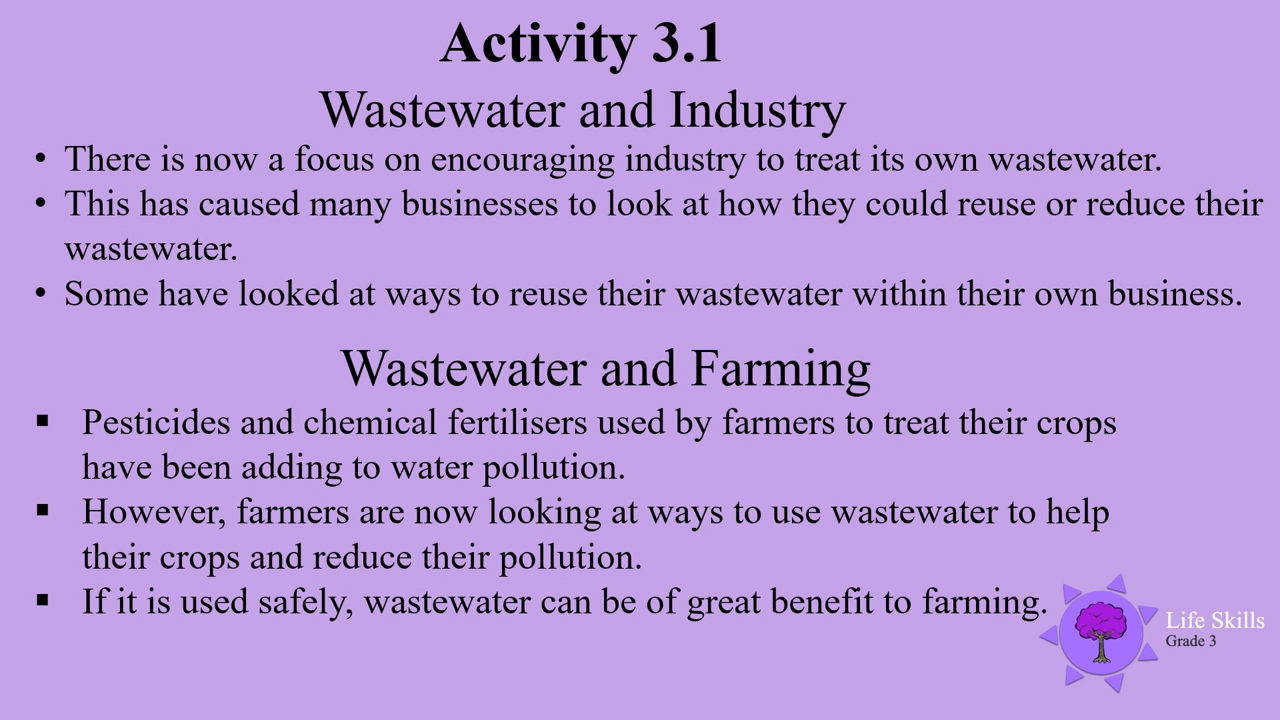 Activity 3.1
Wastewater and Industry
• There is now a focus on encouraging industry to treat its own wastewater.
• This has caused many businesses to look at how they could reuse or reduce their
wastewater.
• Some have looked at ways to reuse their wastewater within their own business.
Wastewater and Farming
▪ Pesticides and chemical fertilisers used by farmers to treat their crops
have been adding to water pollution.
▪ However, farmers are now looking at ways to use wastewater to help
their crops and reduce their pollution.
▪ If it is used safely, wastewater can be of great benefit to farming.
Life Skills
Grade 3